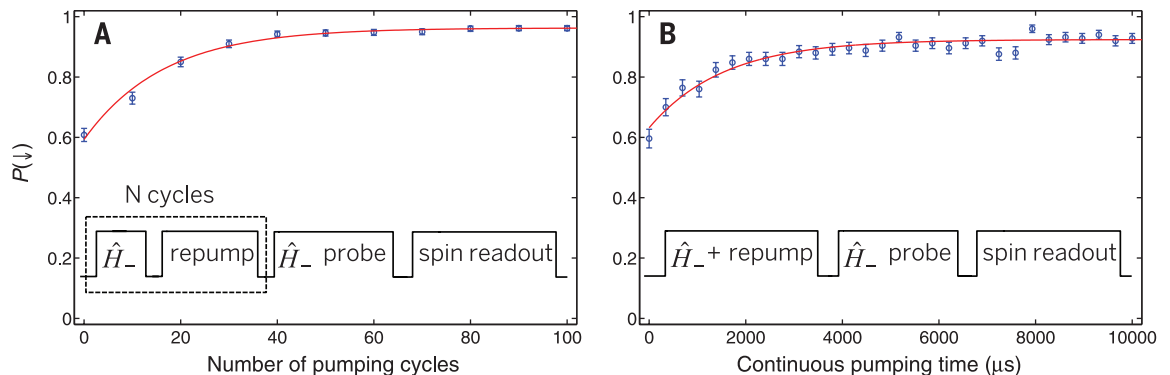 A
1
0.8
0.6
0.4
0.2
0
P(↓)
N cycles
Ĥ₋ repump Ĥ₋ probe spin readout
0 20 40 60 80 100
Number of pumping cycles
B
1
0.8
0.6
0.4
0.2
0
Ĥ₋ + repump Ĥ₋ probe spin readout
0 2000 4000 6000 8000 10000
Continuous pumping time (μs)